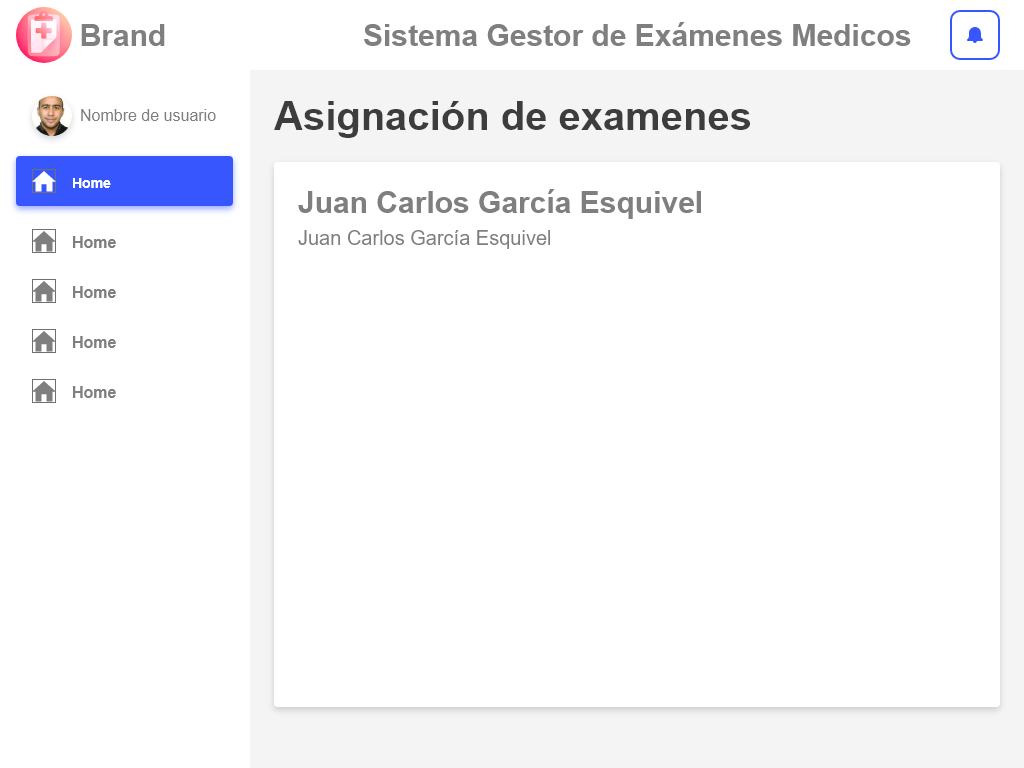 Brand
Sistema Gestor de Exámenes Medicos
Nombre de usuario
Home
Home
Home
Home
Home
Asignación de examenes
Juan Carlos García Esquivel
Juan Carlos García Esquivel